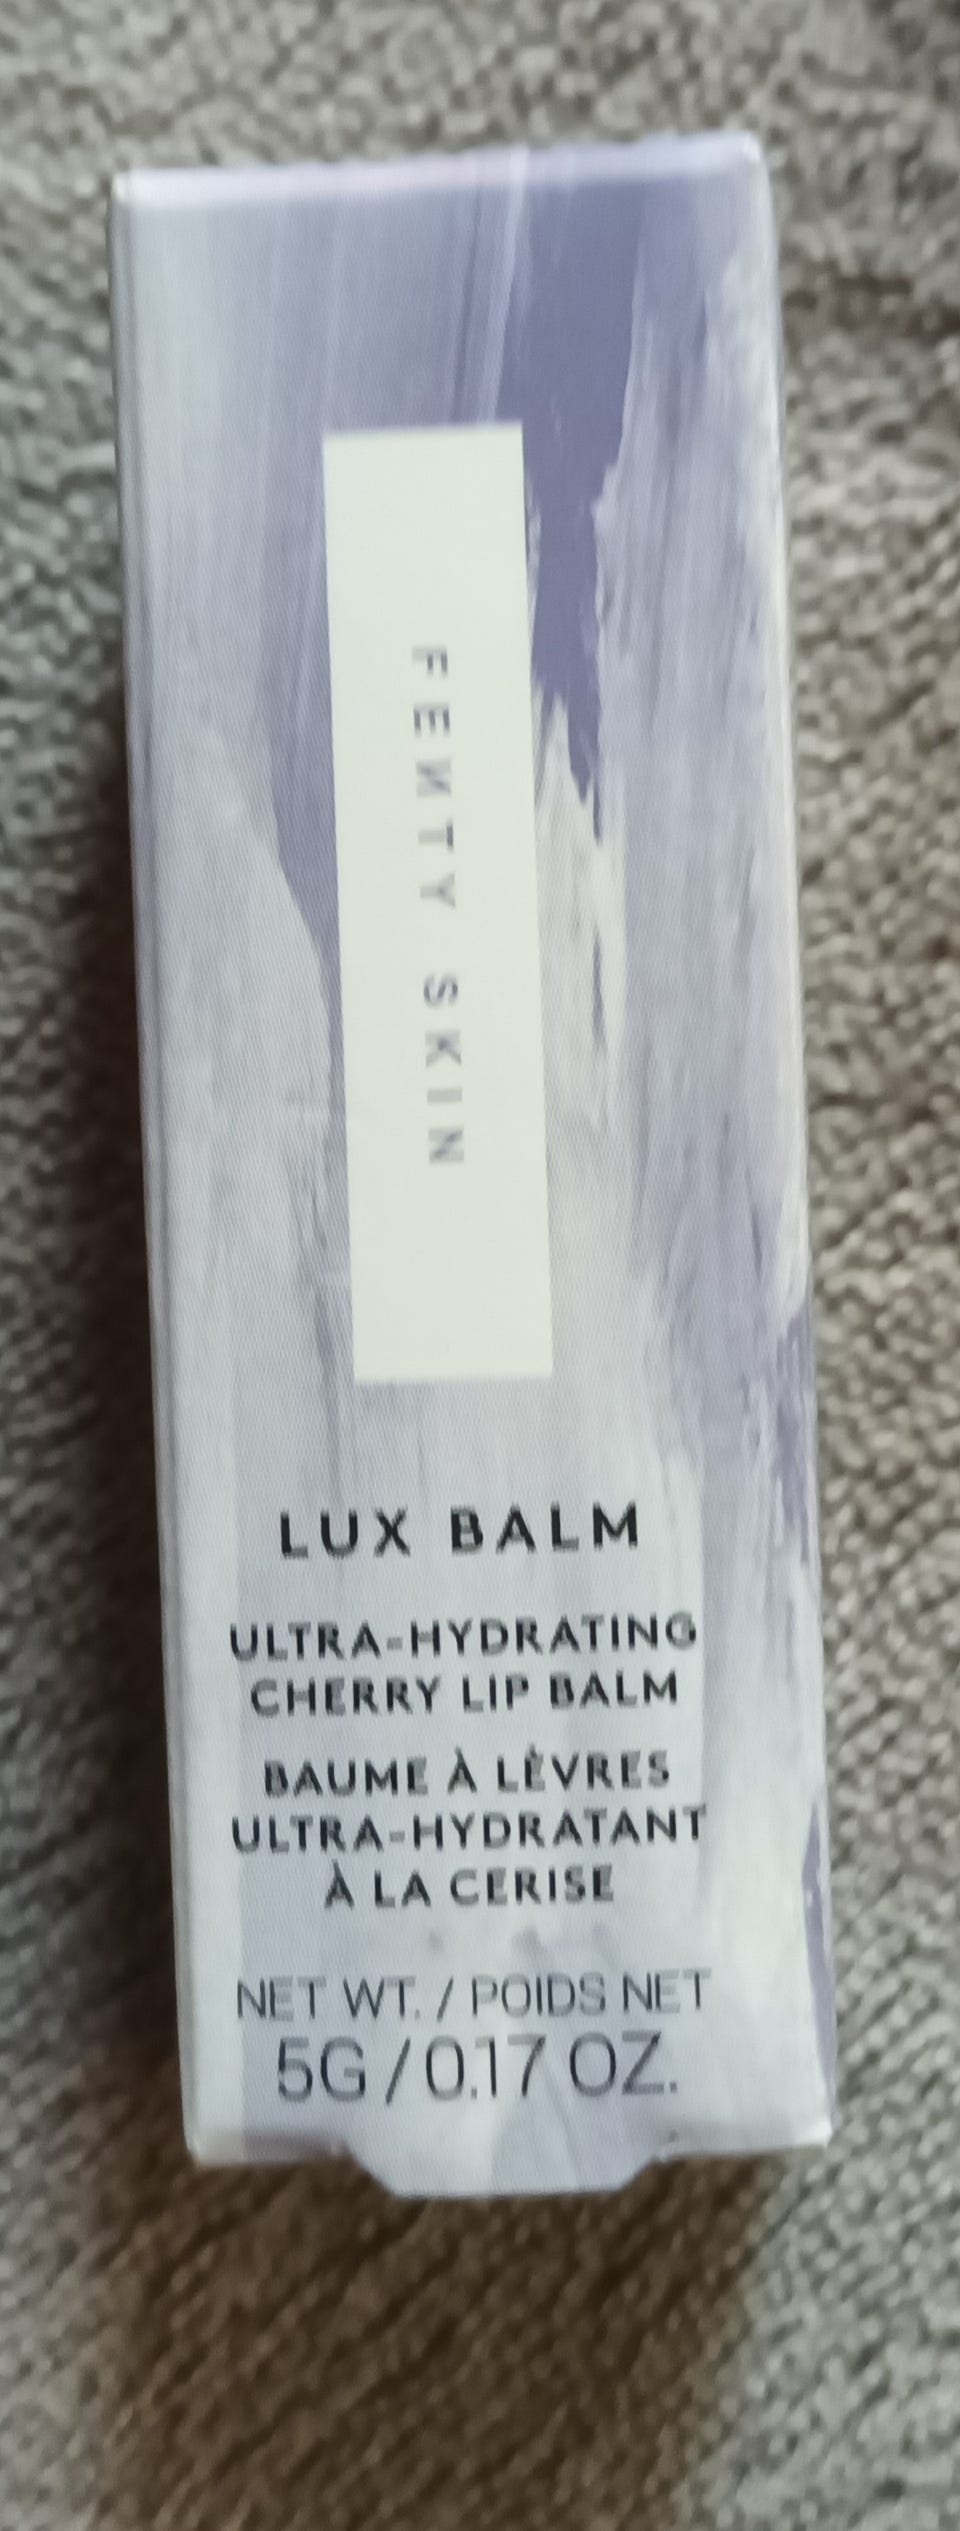 FENTY SKIN
LUX BALM
ULTRA-HYDRATING
CHERRY LIP BALM
BAUME À LÈVRES
ULTRA-HYDRATANT
À LA CERISE
NET WT. / POIDS NET
5G / 0.17 OZ.